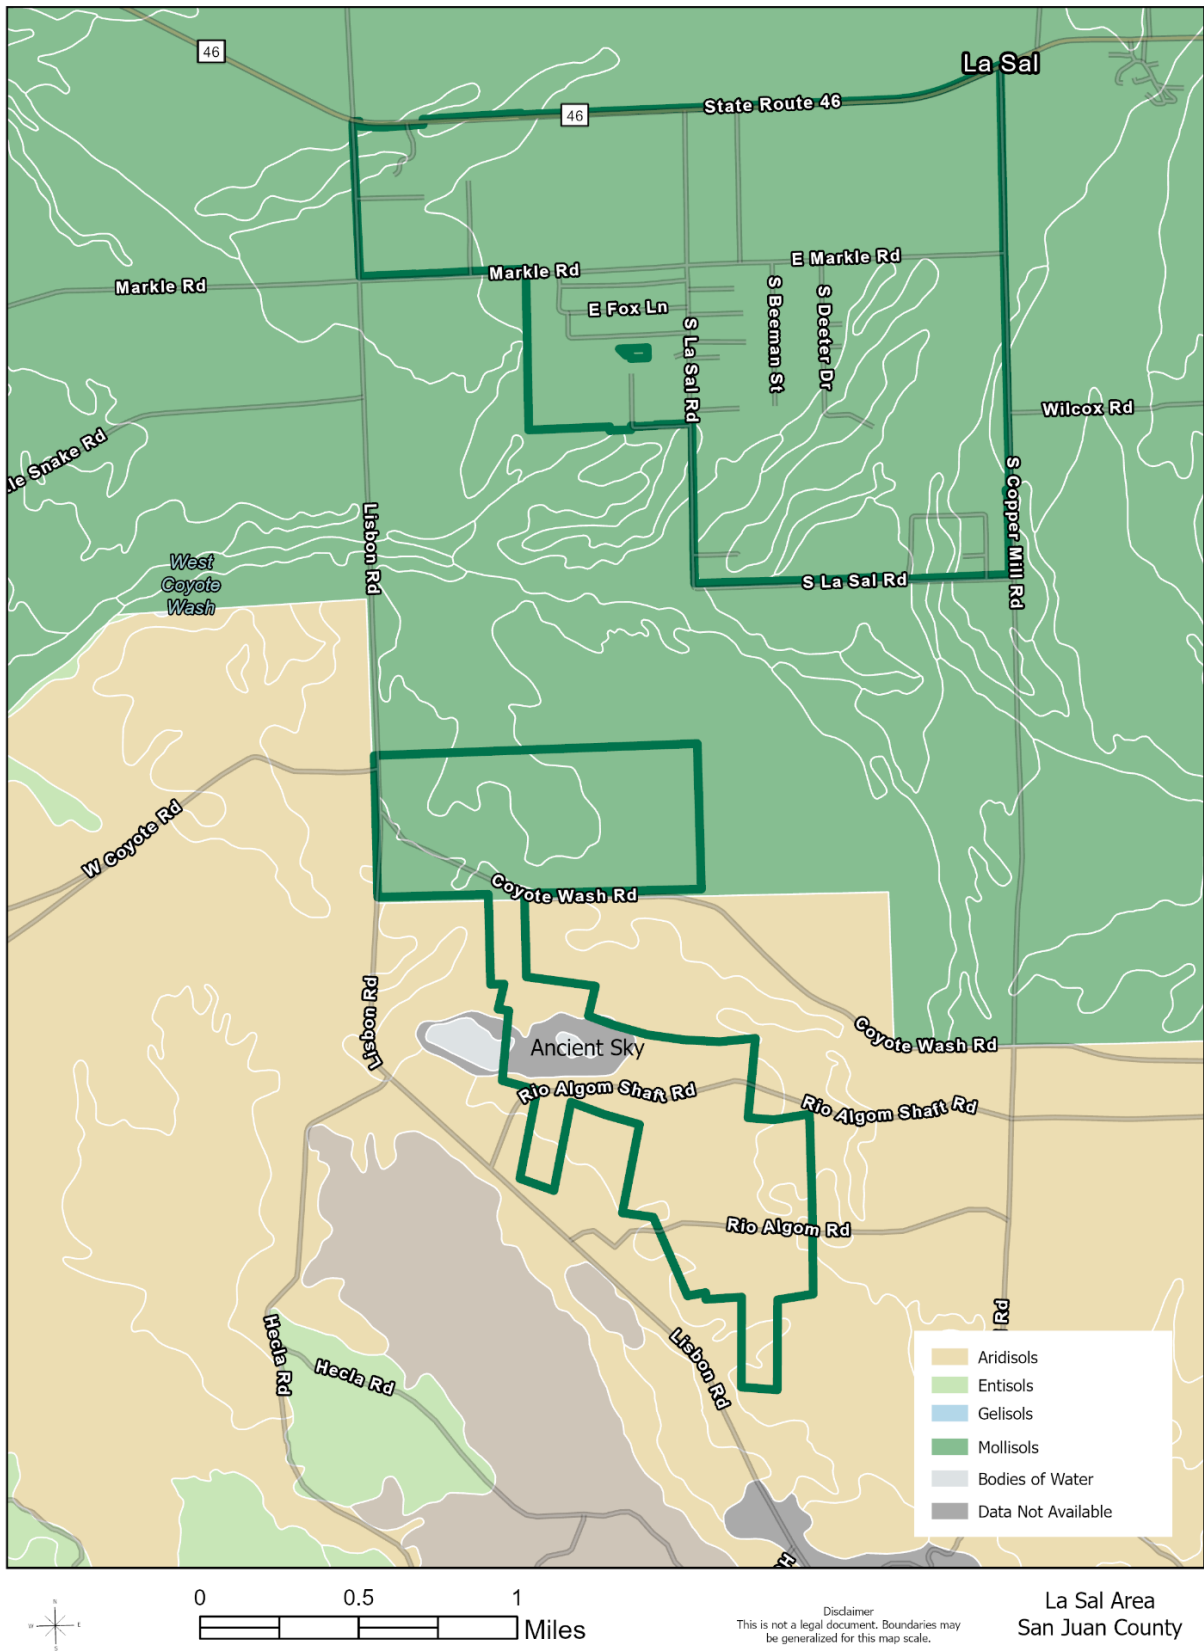 46
La Sal
State Route 46
46
E Markle Rd
Markle Rd
Markle Rd
E Fox Ln
S La Sal Rd
S Beeman St
S Deeter Dr
Wilcox Rd
le Snake Rd
Lisbon Rd
S Copper Mill Rd
West
Coyote
Wash
S La Sal Rd
W Coyote Rd
Coyote Wash Rd
Lisbon Rd
Coyote Wash Rd
Ancient Sky
Rio Algom Shaft Rd
Rio Algom Shaft Rd
Rio Algom Rd
Rd
Hecla Rd
Hecla Rd
Lisbon Rd
H
Aridisols
Entisols
Gelisols
Mollisols
Bodies of Water
Data Not Available
N
W E
S
0 0.5 1
Miles
Disclaimer
This is not a legal document. Boundaries may
be generalized for this map scale.
La Sal Area
San Juan County